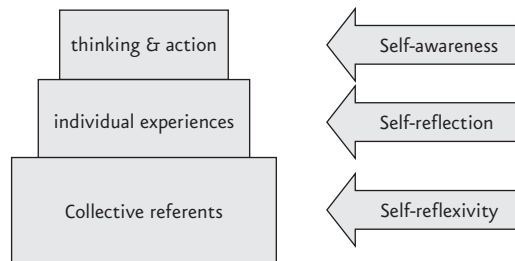 thinking & action
Self-awareness
individual experiences
Self-reflection
Collective referents
Self-reflexivity